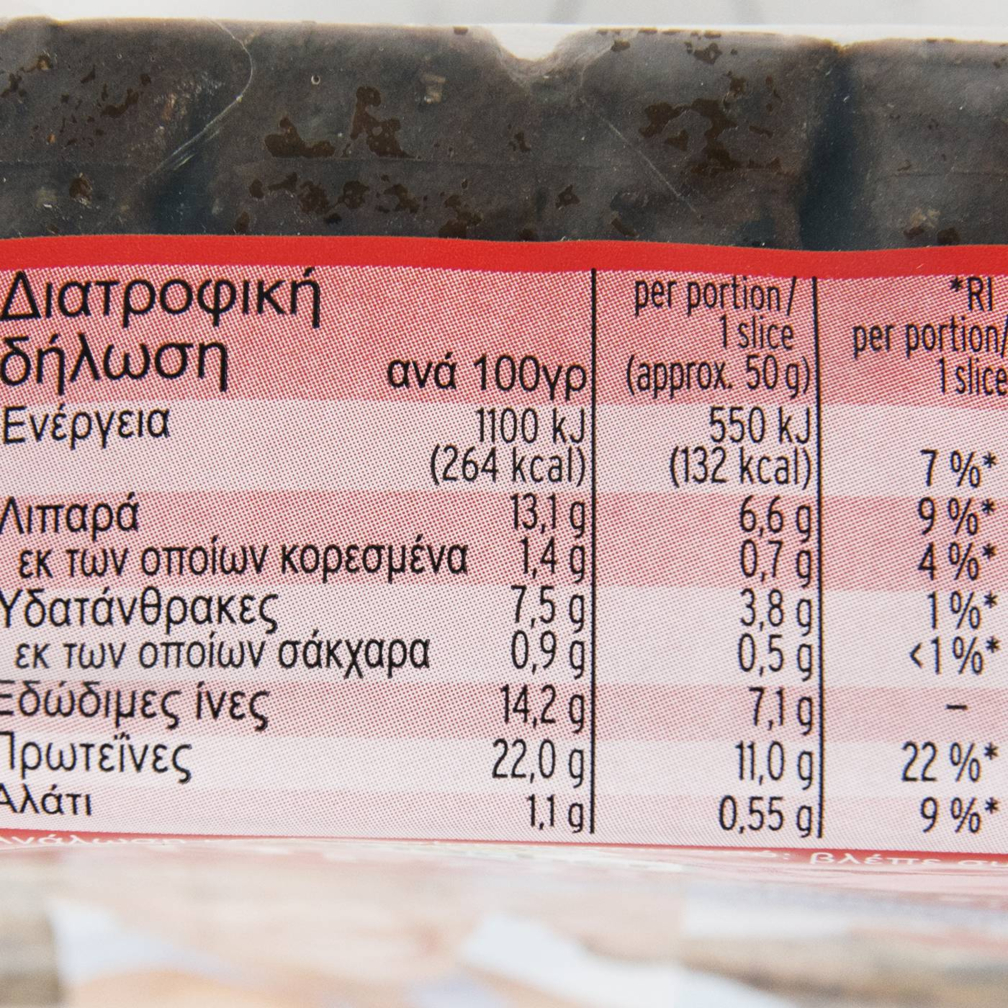 Διατροφική
δήλωση ανά 100γρ per portion/ 1 slice (approx. 50 g) *RI per portion/ 1 slice
Ενέργεια 1100 kJ 550 kJ
(264 kcal) (132 kcal) 7 %*
Λιπαρά 13,1 g 6,6 g 9 %*
εκ των οποίων κορεσμένα 1,4 g 0,7 g 4 %*
Υδατάνθρακες 7,5 g 3,8 g 1 %*
εκ των οποίων σάκχαρα 0,9 g 0,5 g <1 %*
Εδώδιμες ίνες 14,2 g 7,1 g –
Πρωτεΐνες 22,0 g 11,0 g 22 %*
Αλάτι 1,1 g 0,55 g 9 %*